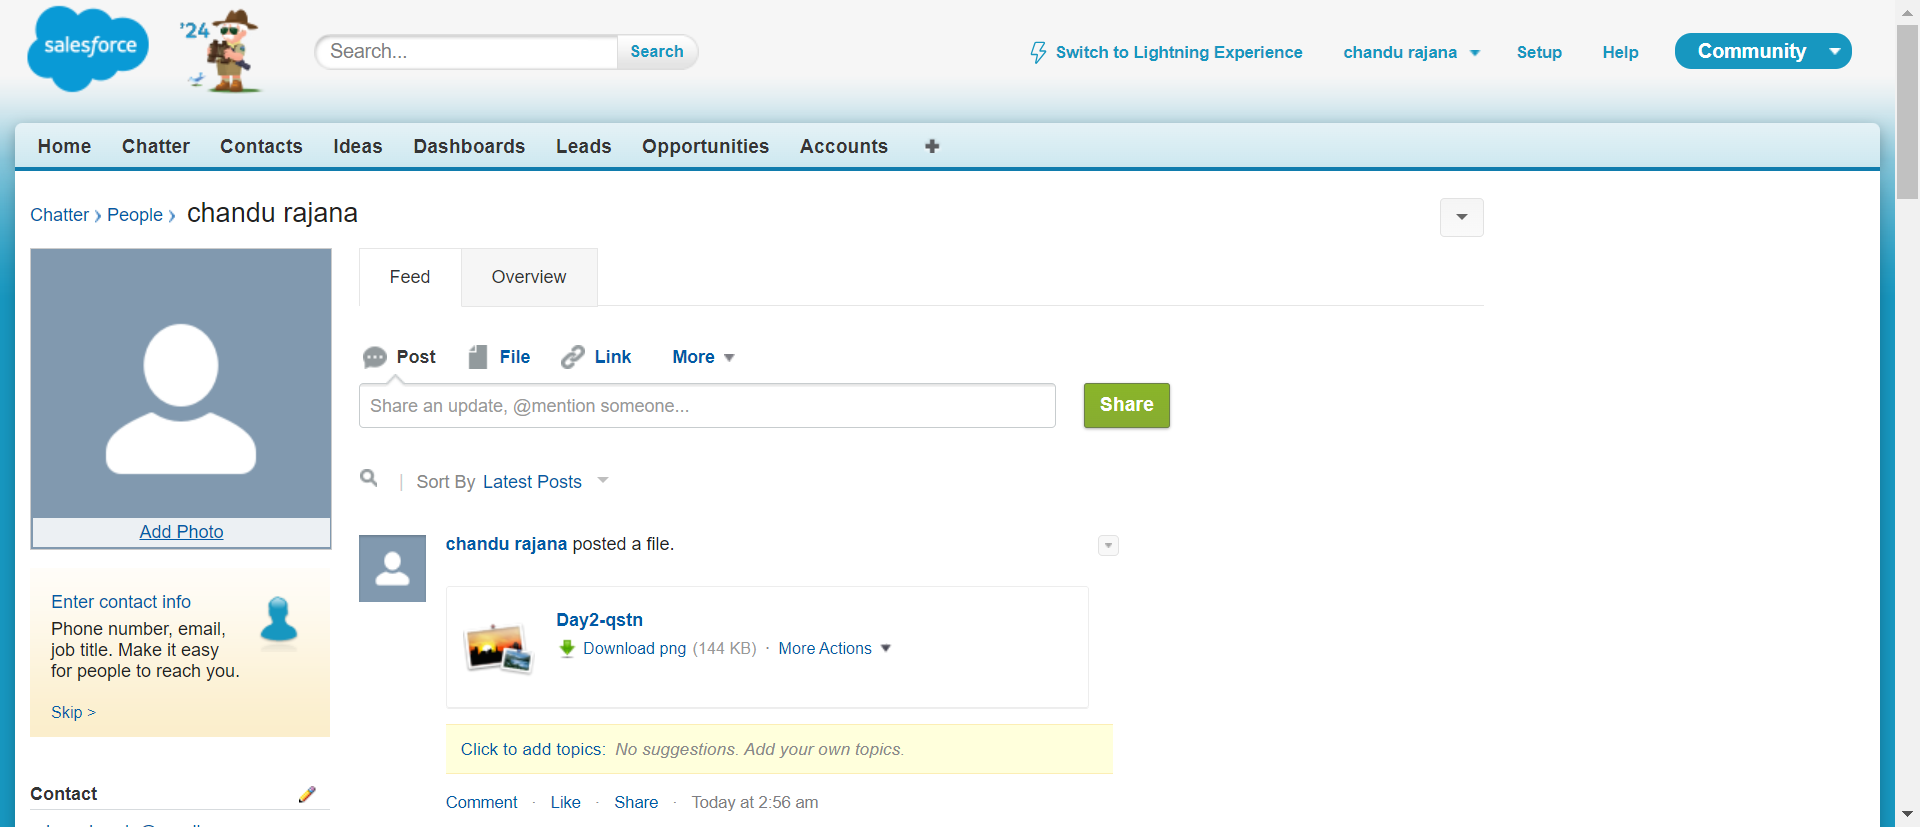 salesforce
'24
Search...
Search
Switch to Lightning Experience
chandu rajana
Setup
Help
Community
Home
Chatter
Contacts
Ideas
Dashboards
Leads
Opportunities
Accounts
Chatter › People › chandu rajana
Feed
Overview
Post
File
Link
More
Share an update, @mention someone...
Share
| Sort By Latest Posts
Add Photo
Enter contact info
Phone number, email,
job title. Make it easy
for people to reach you.
Skip >
Contact
chandu rajana posted a file.
Day2-qstn
Download png (144 KB) · More Actions
Click to add topics: No suggestions. Add your own topics.
Comment · Like · Share · Today at 2:56 am